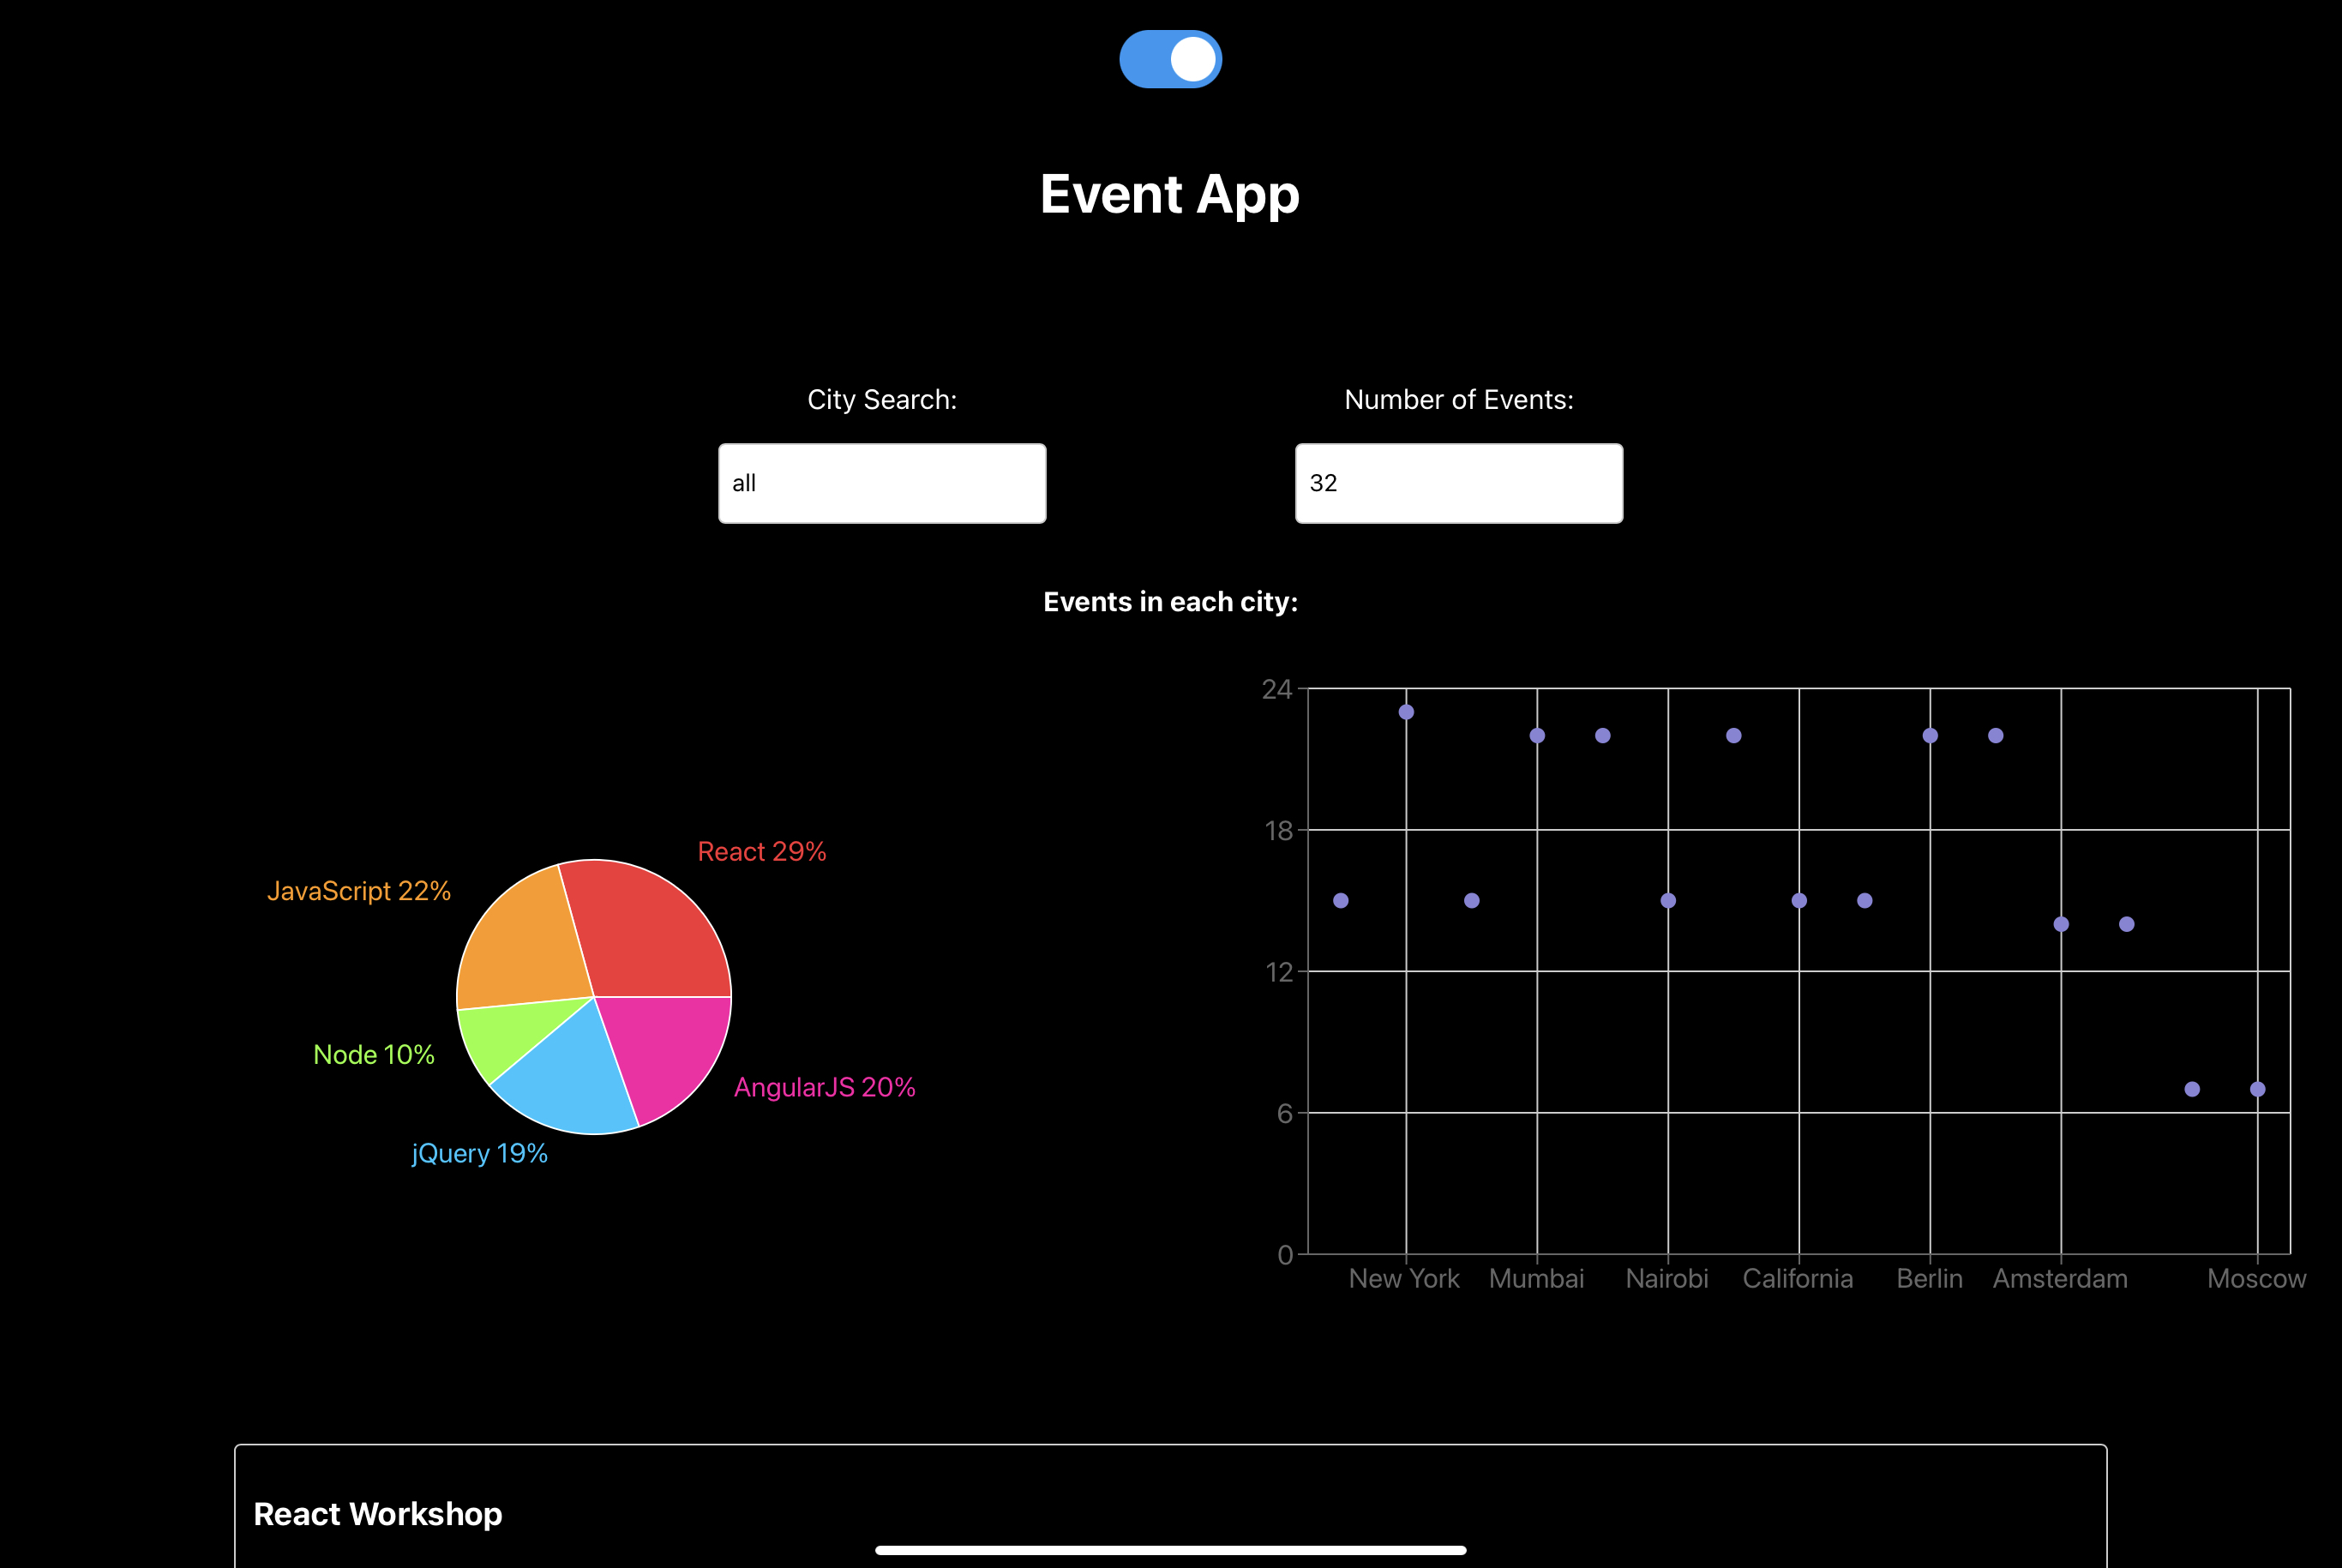 Event App
City Search:
Number of Events:
all
32
Events in each city:
React 29%
JavaScript 22%
Node 10%
AngularJS 20%
jQuery 19%
24
18
12
6
0
New York
Mumbai
Nairobi
California
Berlin
Amsterdam
Moscow
React Workshop